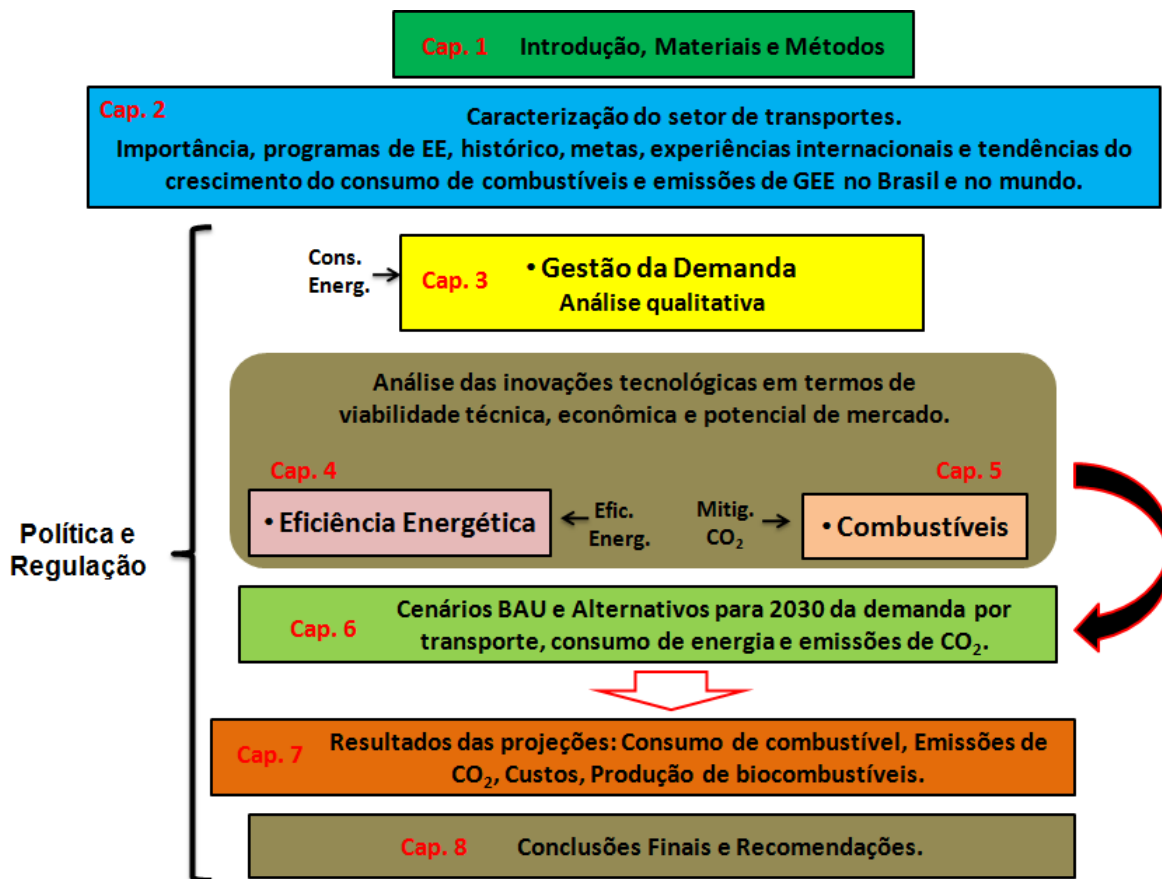 Cap. 1 Introdução, Materiais e Métodos
Cap. 2
Caracterização do setor de transportes.
Importância, programas de EE, histórico, metas, experiências internacionais e tendências do
crescimento do consumo de combustíveis e emissões de GEE no Brasil e no mundo.
Cons.
Energ.
Cap. 3
• Gestão da Demanda
Análise qualitativa
Análise das inovações tecnológicas em termos de
viabilidade técnica, econômica e potencial de mercado.
Cap. 4
• Eficiência Energética
Efic.
Energ.
Mitig.
CO₂
Cap. 5
• Combustíveis
Política e
Regulação
Cap. 6
Cenários BAU e Alternativos para 2030 da demanda por
transporte, consumo de energia e emissões de CO₂.
Cap. 7
Resultados das projeções: Consumo de combustível, Emissões de
CO₂, Custos, Produção de biocombustíveis.
Cap. 8 Conclusões Finais e Recomendações.